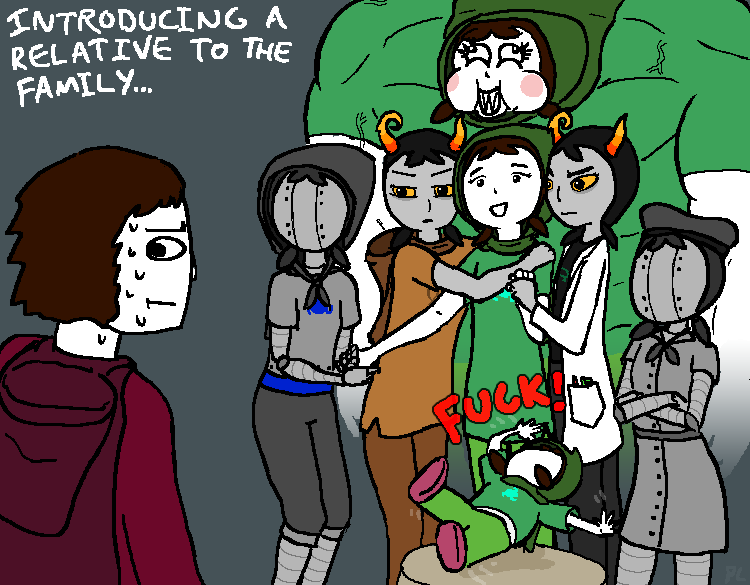 INTRODUCING A
RELATIVE TO THE
FAMILY...
FUCK!